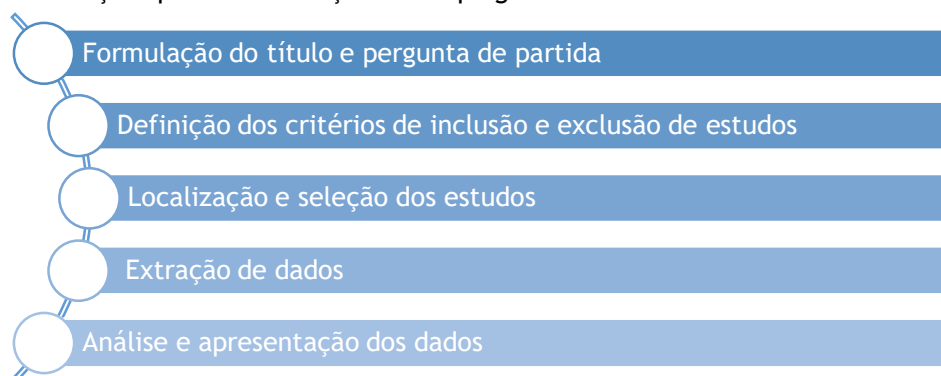 Formulação do título e pergunta de partida
Definição dos critérios de inclusão e exclusão de estudos
Localização e seleção dos estudos
Extração de dados
Análise e apresentação dos dados